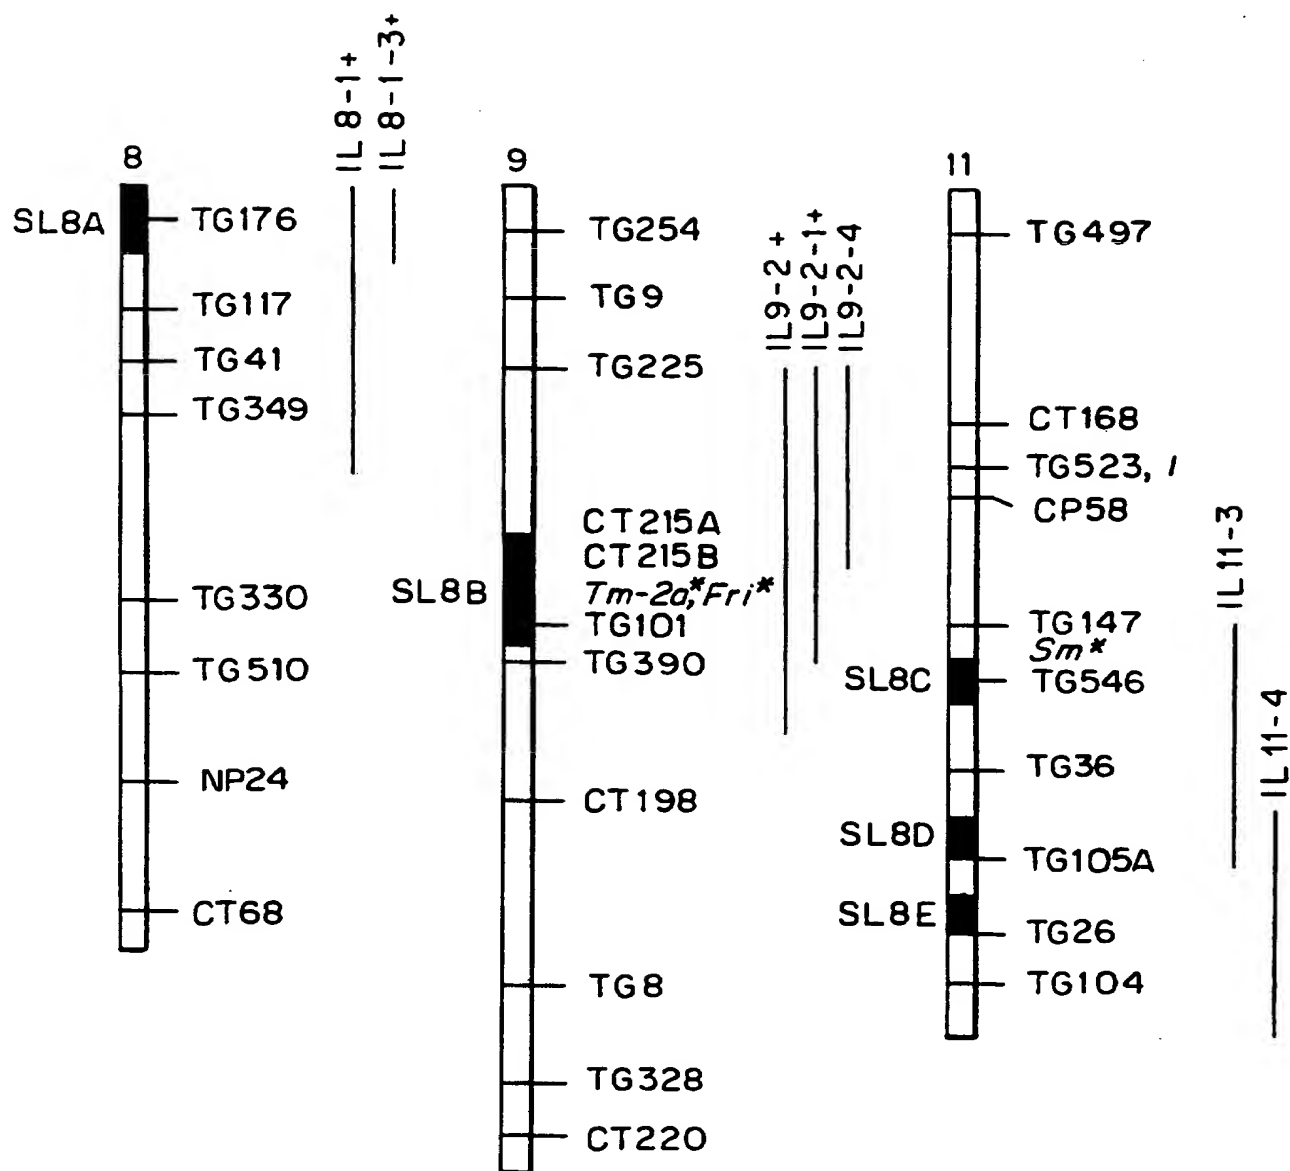 8
IL8-1+
IL8-1-3+
SL8A
TG176
TG117
TG41
TG349
TG330
TG510
NP24
CT68
9
TG254
TG9
TG225
CT215A
CT215B
Tm-2a,*Fri*
SL8B
TG101
TG390
CT198
TG8
TG328
CT220
IL9-2+
IL9-2-1+
IL9-2-4
11
TG497
CT168
TG523, I
CP58
TG147
Sm*
SL8C
TG546
TG36
SL8D
TG105A
SL8E
TG26
TG104
IL11-3
IL11-4